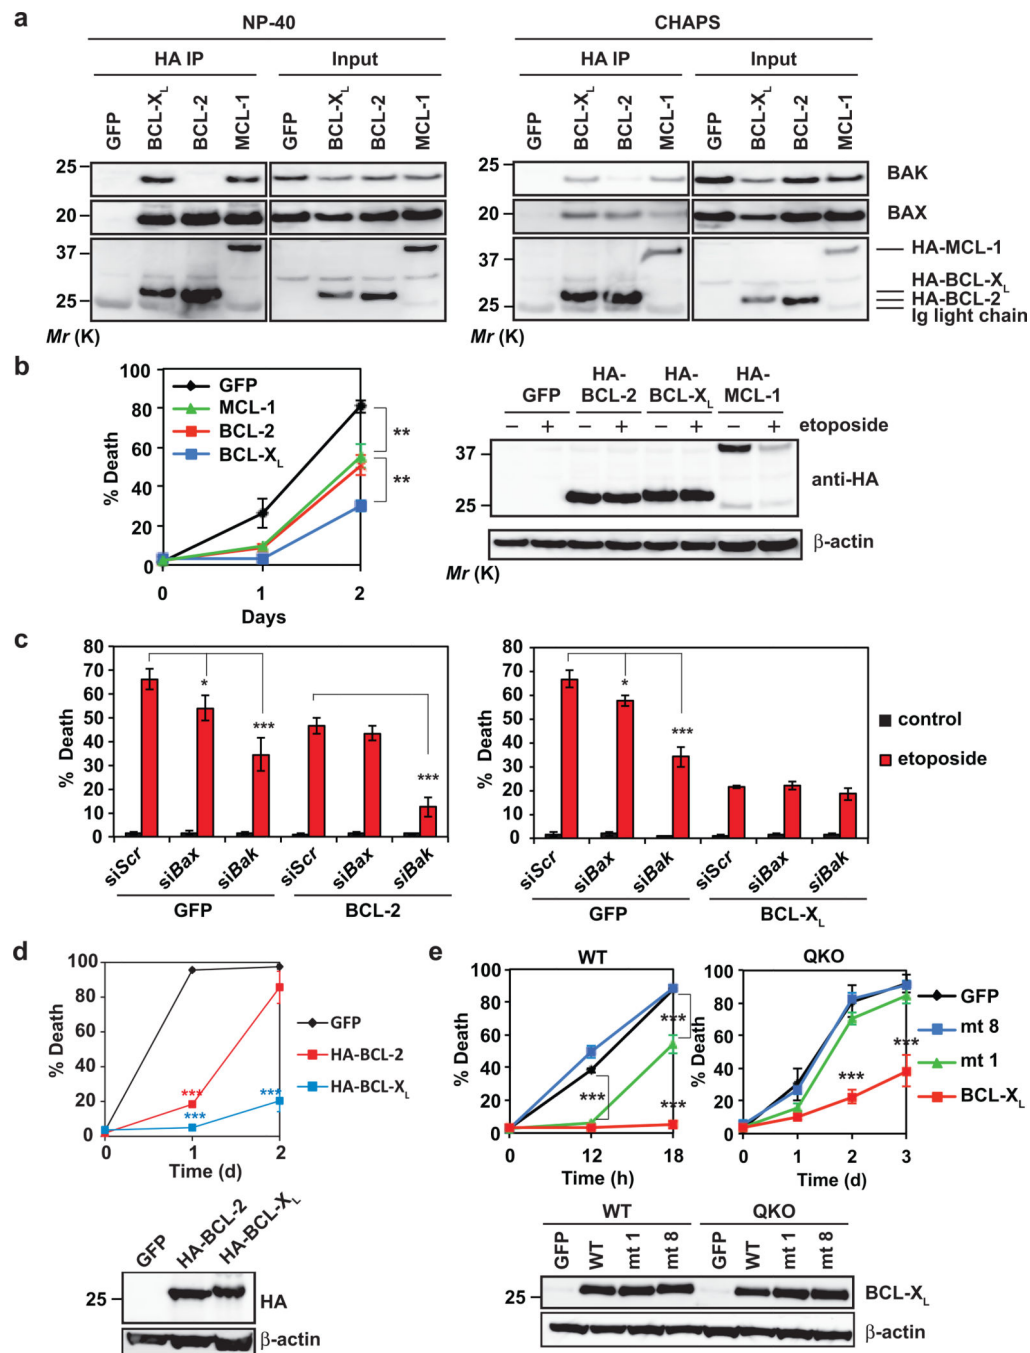 a
NP-40
CHAPS
HA IP
Input
HA IP
Input
GFP
BCL-XL
BCL-2
MCL-1
GFP
BCL-XL
BCL-2
MCL-1
GFP
BCL-XL
BCL-2
MCL-1
GFP
BCL-XL
BCL-2
MCL-1
25
25
BAK
20
20
BAX
37
37
HA-MCL-1
HA-BCL-XL
25
25
HA-BCL-2
Ig light chain
Mr (K)
Mr (K)
b
100
80
60
40
20
0
% Death
GFP
MCL-1
BCL-2
BCL-XL
**
**
0 1 2
Days
GFP
HA-BCL-2
HA-BCL-XL
HA-MCL-1
– + – + – + – + etoposide
37
25
anti-HA
β-actin
Mr (K)
c
80
70
60
50
40
30
20
10
0
% Death
*
***
***
siScr siBax siBak siScr siBax siBak
GFP BCL-2
80
70
60
50
40
30
20
10
0
% Death
*
***
siScr siBax siBak siScr siBax siBak
GFP BCL-XL
control
etoposide
d
100
80
60
40
20
0
% Death
GFP
HA-BCL-2
HA-BCL-XL
***
***
***
0 1 2
Time (d)
GFP
HA-BCL-2
HA-BCL-XL
25
HA
β-actin
e
WT
100
80
60
40
20
0
% Death
***
***
***
0 12 18
Time (h)
QKO
100
80
60
40
20
0
% Death
***
***
0 1 2 3
Time (d)
GFP
mt 8
mt 1
BCL-XL
WT QKO
GFP
WT
mt 1
mt 8
GFP
WT
mt 1
mt 8
25
BCL-XL
β-actin